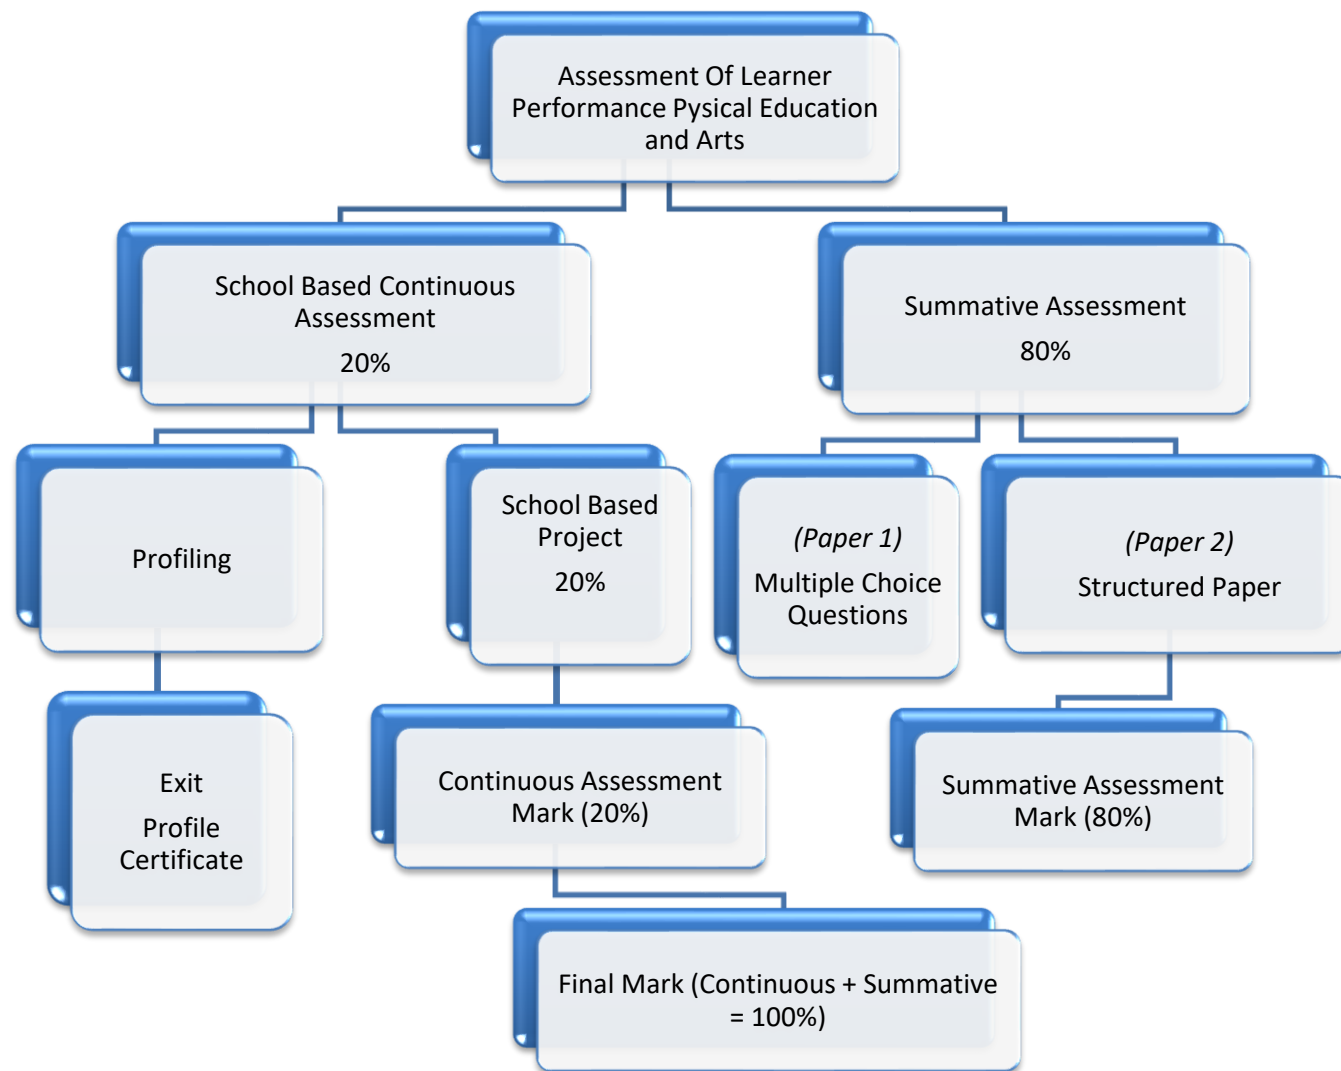 Assessment Of Learner
Performance Pysical Education
and Arts
School Based Continuous
Assessment
20%
Summative Assessment
80%
Profiling
School Based
Project
20%
(Paper 1)
Multiple Choice
Questions
(Paper 2)
Structured Paper
Exit
Profile
Certificate
Continuous Assessment
Mark (20%)
Summative Assessment
Mark (80%)
Final Mark (Continuous + Summative
= 100%)